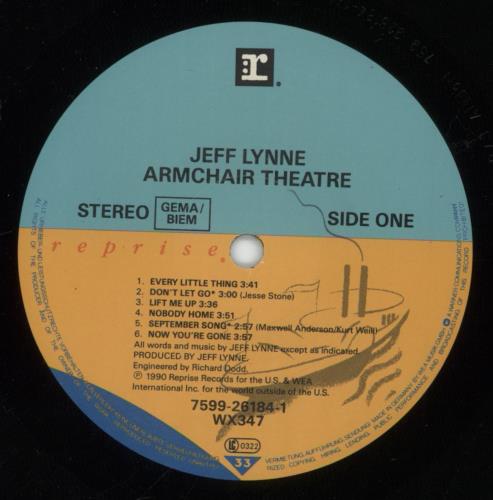 r
JEFF LYNNE
ARMCHAIR THEATRE
STEREO
GEMA/
BIEM
SIDE ONE
reprise
1. EVERY LITTLE THING 3:41
2. DON'T LET GO* 3:00 (Jesse Stone)
3. LIFT ME UP 3:36
4. NOBODY HOME 3:51
5. SEPTEMBER SONG* 2:57 (Maxwell Anderson/Kurt Weill)
6. NOW YOU'RE GONE 3:57
All words and music by JEFF LYNNE except as indicated.
PRODUCED BY JEFF LYNNE.
Engineered by Richard Dodd.
℗ 1990 Reprise Records for the U.S. & WEA
International Inc. for the world outside of the U.S.
7599-26184-1
WX347
LC 0322
33